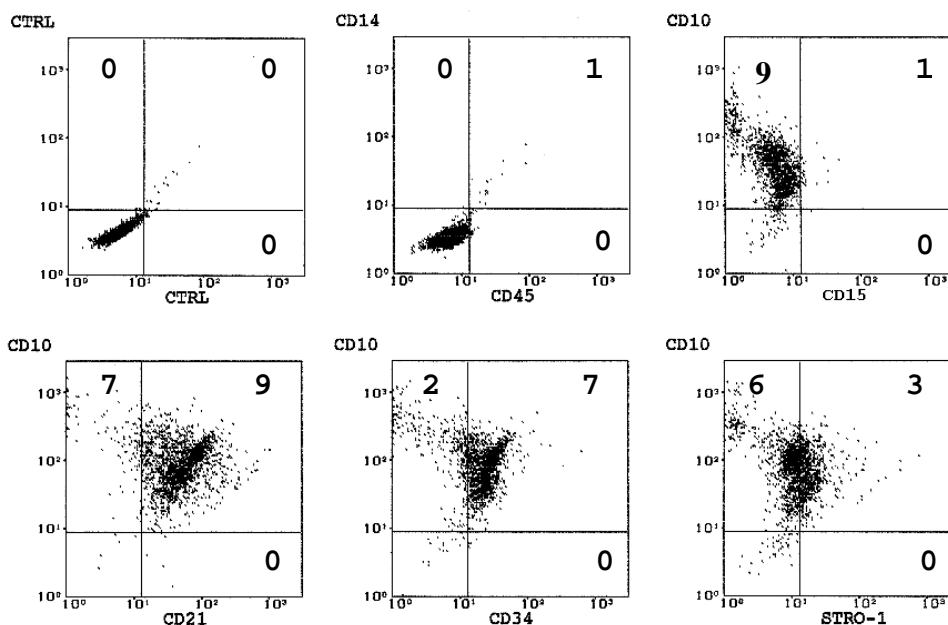 CTRL CD14 CD10
10³ 0 0 10³ 0 1 10³ 9 1
10² 10² 10²
10¹ 10¹ 10¹
0 0 0
10⁰ 10⁰ 10⁰
10⁰ 10¹ 10² 10³ 10⁰ 10¹ 10² 10³ 10⁰ 10¹ 10² 10³
CTRL CD45 CD15
CD10 CD10 CD10
7 9 2 7 6 3
10³ 10³ 10³
10² 10² 10²
10¹ 10¹ 10¹
0 0 0
10⁰ 10⁰ 10⁰
10⁰ 10¹ 10² 10³ 10⁰ 10¹ 10² 10³ 10⁰ 10¹ 10² 10³
CD21 CD34 STRO-1